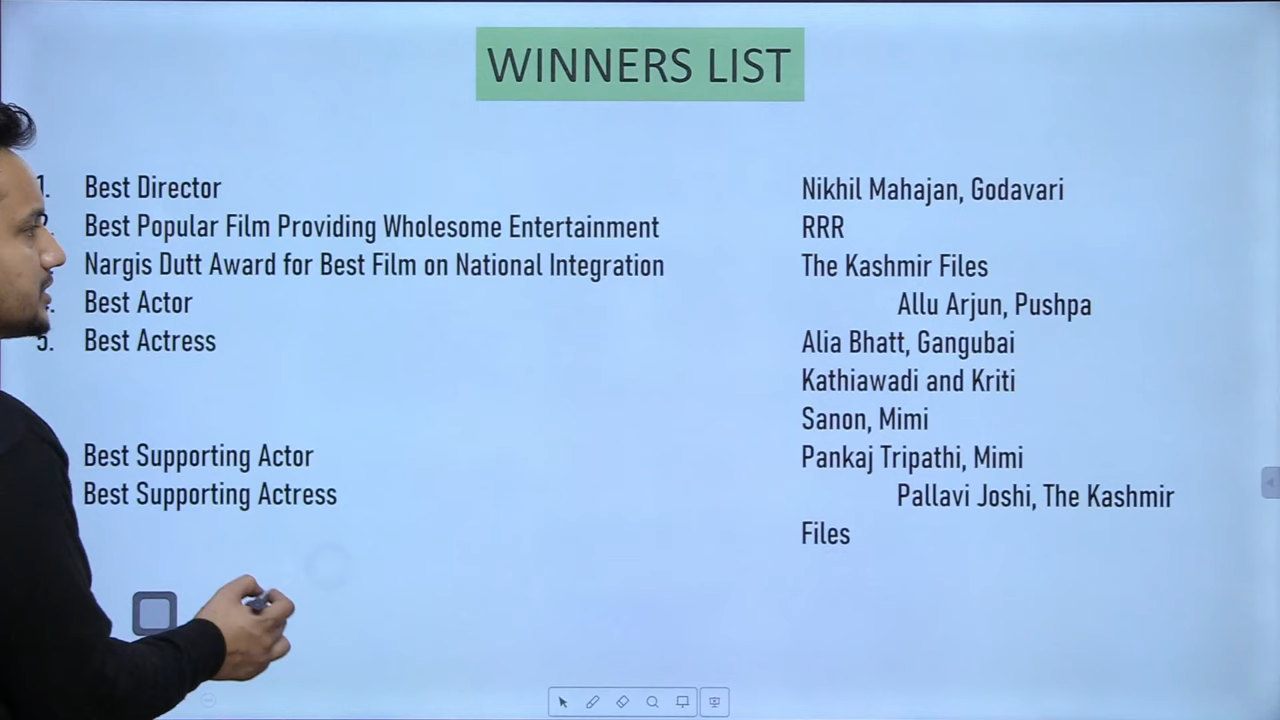 WINNERS LIST
1. Best Director Nikhil Mahajan, Godavari
Best Popular Film Providing Wholesome Entertainment RRR
Nargis Dutt Award for Best Film on National Integration The Kashmir Files
Best Actor Allu Arjun, Pushpa
5. Best Actress Alia Bhatt, Gangubai
Kathiawadi and Kriti
Sanon, Mimi
Best Supporting Actor Pankaj Tripathi, Mimi
Best Supporting Actress Pallavi Joshi, The Kashmir
Files